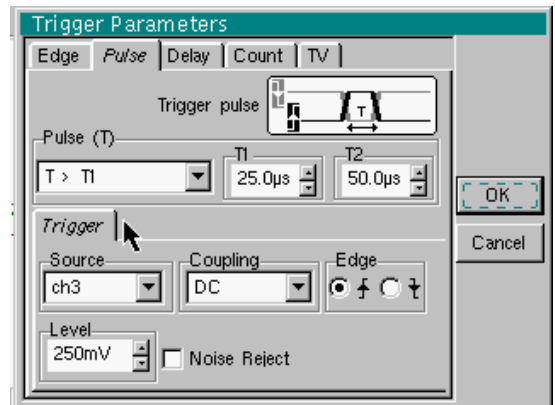 Trigger Parameters
Edge Pulse Delay Count TV
Trigger pulse T
Pulse (T) T1 T2
T > T1 25.0µs 50.0µs
OK
Trigger
Cancel
Source Coupling Edge
ch3 DC
Level
250mV Noise Reject